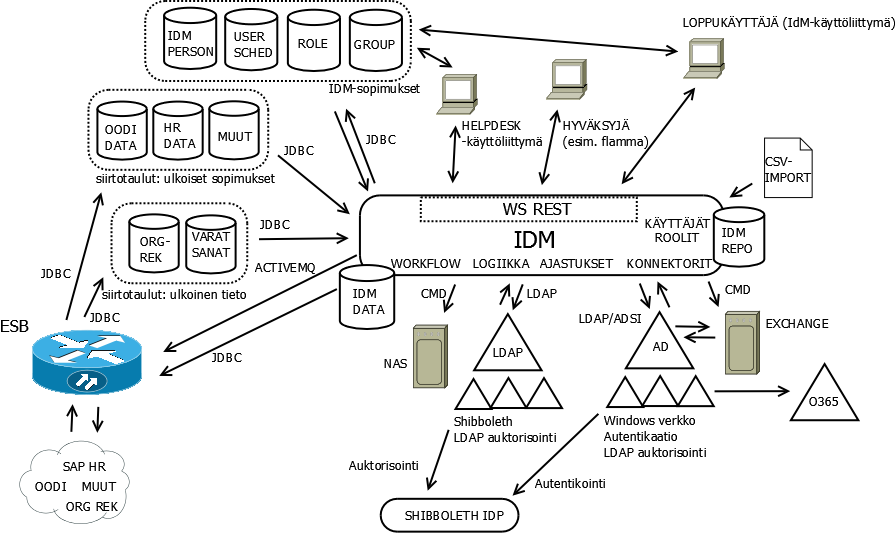 LOPPUKÄYTTÄJÄ (IdM-käyttöliittymä)
IDM
PERSON
USER
SCHED
ROLE
GROUP
IDM-sopimukset
OODI
DATA
HR
DATA
MUUT
siirtotaulut: ulkoiset sopimukset
JDBC
JDBC
HELPDESK
-käyttöliittymä
HYVÄKSYJÄ
(esim. flamma)
CSV-
IMPORT
WS REST
IDM
KÄYTTÄJÄT
ROOLIT
WORKFLOW
LOGIIKKA
AJASTUKSET
KONNEKTORIT
IDM
REPO
ORG-
REK
VARAT
SANAT
JDBC
siirtotaulut: ulkoinen tieto
ACTIVEMQ
JDBC
JDBC
IDM
DATA
JDBC
ESB
CMD
LDAP
NAS
LDAP
LDAP/ADSI
AD
CMD
EXCHANGE
O365
Shibboleth
LDAP auktorisointi
Windows verkko
Autentikaatio
LDAP auktorisointi
Auktorisointi
Autentikointi
SHIBBOLETH IDP
SAP HR
OODI
MUUT
ORG REK